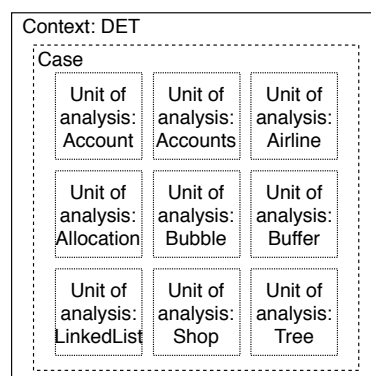 Context: DET
Case
Unit of
analysis:
Account
Unit of
analysis:
Accounts
Unit of
analysis:
Airline
Unit of
analysis:
Allocation
Unit of
analysis:
Bubble
Unit of
analysis:
Buffer
Unit of
analysis:
LinkedList
Unit of
analysis:
Shop
Unit of
analysis:
Tree